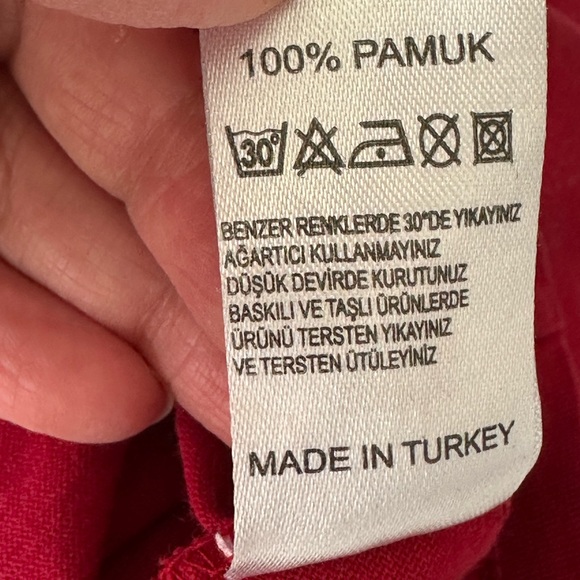 100% PAMUK
30°
BENZER RENKLERDE 30°DE YIKAYINIZ
AĞARTICI KULLANMAYINIZ
DÜŞÜK DEVİRDE KURUTUNUZ
BASKILI VE TAŞLI ÜRÜNLERDE
ÜRÜNÜ TERSTEN YIKAYINIZ
VE TERSTEN ÜTÜLEYİNİZ
MADE IN TURKEY